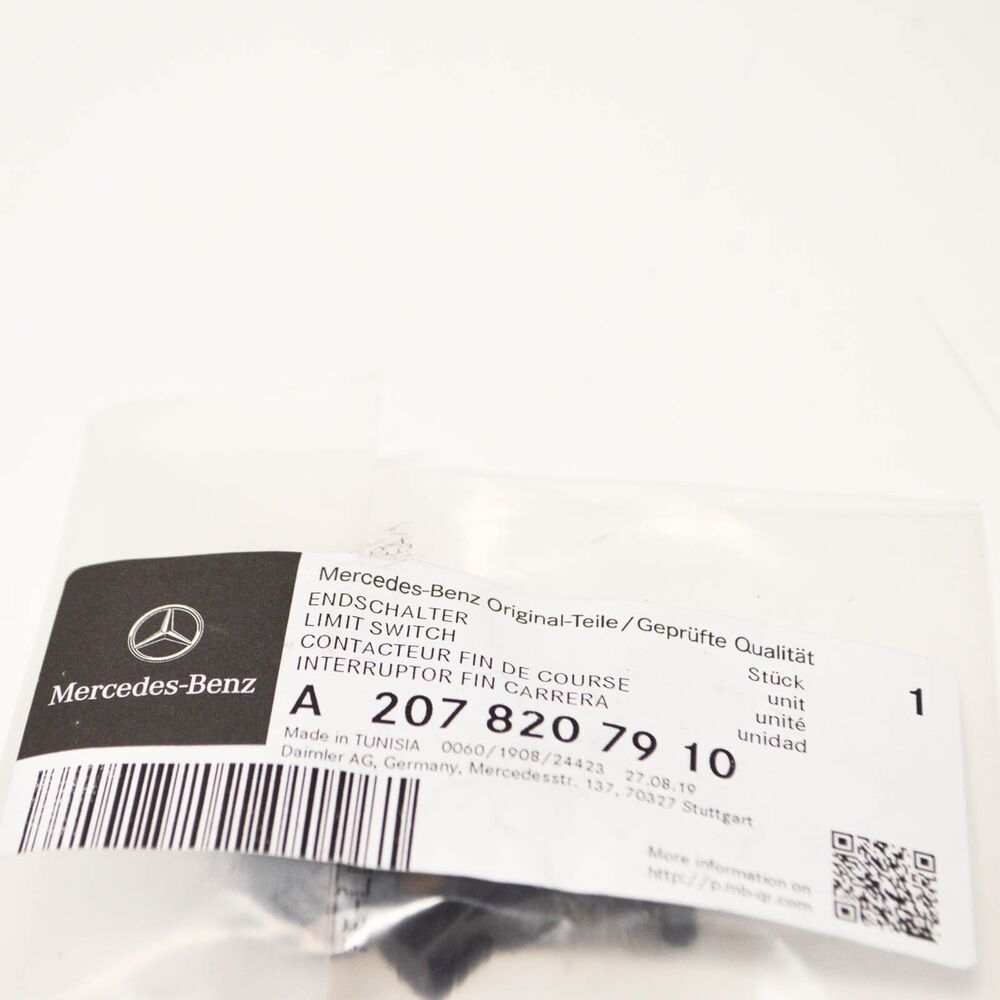 Mercedes-Benz
Mercedes-Benz Original-Teile / Geprüfte Qualität
ENDSCHALTER
LIMIT SWITCH
CONTACTEUR FIN DE COURSE
INTERRUPTOR FIN CARRERA
Stück
unit
unité
unidad
1
A 207 820 79 10
Made in TUNISIA 0060/1908/24423 27.08.19
Daimler AG, Germany, Mercedesstr. 137, 70327 Stuttgart
More information on
http://p.mb-qr.com